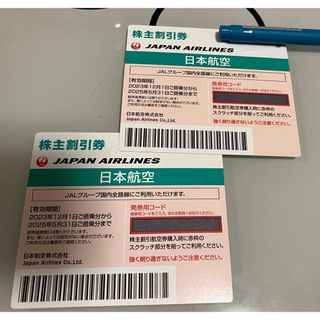 株主割引券
JAPAN AIRLINES
日本航空
JALグループ国内全路線にご利用いただけます。
[有効期間]
2023年12月1日ご搭乗分から
2025年5月31日ご搭乗分まで
発券用コード
株主割引航空券購入時に赤枠の
スクラッチ部分を削ってご利用ください。
強く削り過ぎないようご注意ください。
日本航空株式会社
Japan Airlines Co.,Ltd.
株主割引券
JAPAN AIRLINES
日本航空
JALグループ国内全路線にご利用いただけます。
[有効期間]
2023年12月1日ご搭乗分から
2025年5月31日ご搭乗分まで
発券用コード
株主割引航空券購入時に赤枠の
スクラッチ部分を削ってご利用ください。
強く削り過ぎないようご注意ください。
日本航空株式会社
Japan Airlines Co.,Ltd.